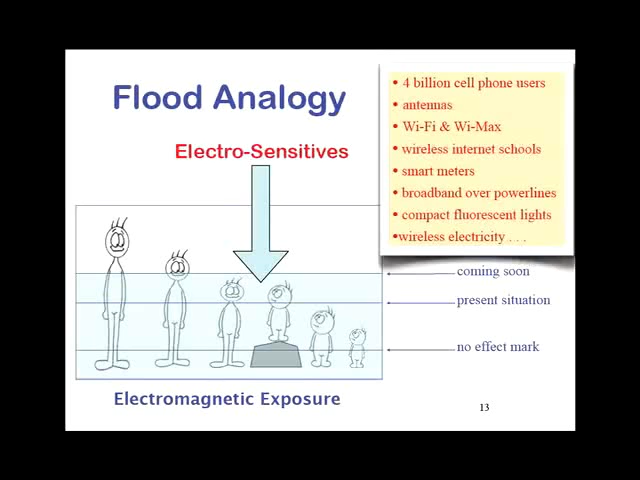 Flood Analogy
Electro-Sensitives
• 4 billion cell phone users
• antennas
• Wi-Fi & Wi-Max
• wireless internet schools
• smart meters
• broadband over powerlines
• compact fluorescent lights
•wireless electricity . . .
coming soon
present situation
no effect mark
Electromagnetic Exposure
13